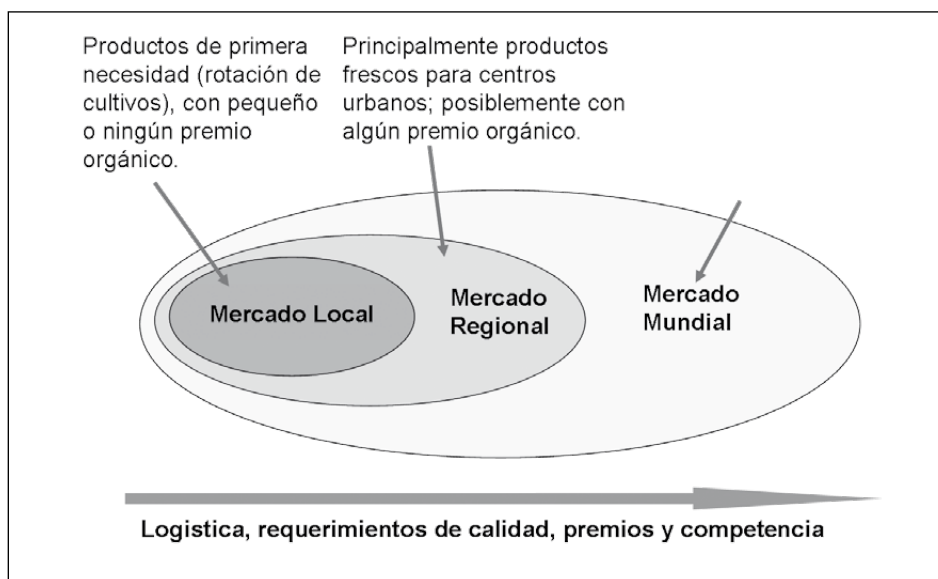 Productos de primera
necesidad (rotación de
cultivos), con pequeño
o ningún premio
orgánico.
Principalmente productos
frescos para centros
urbanos; posiblemente con
algún premio orgánico.
Mercado Local
Mercado
Regional
Mercado
Mundial
Logistica, requerimientos de calidad, premios y competencia